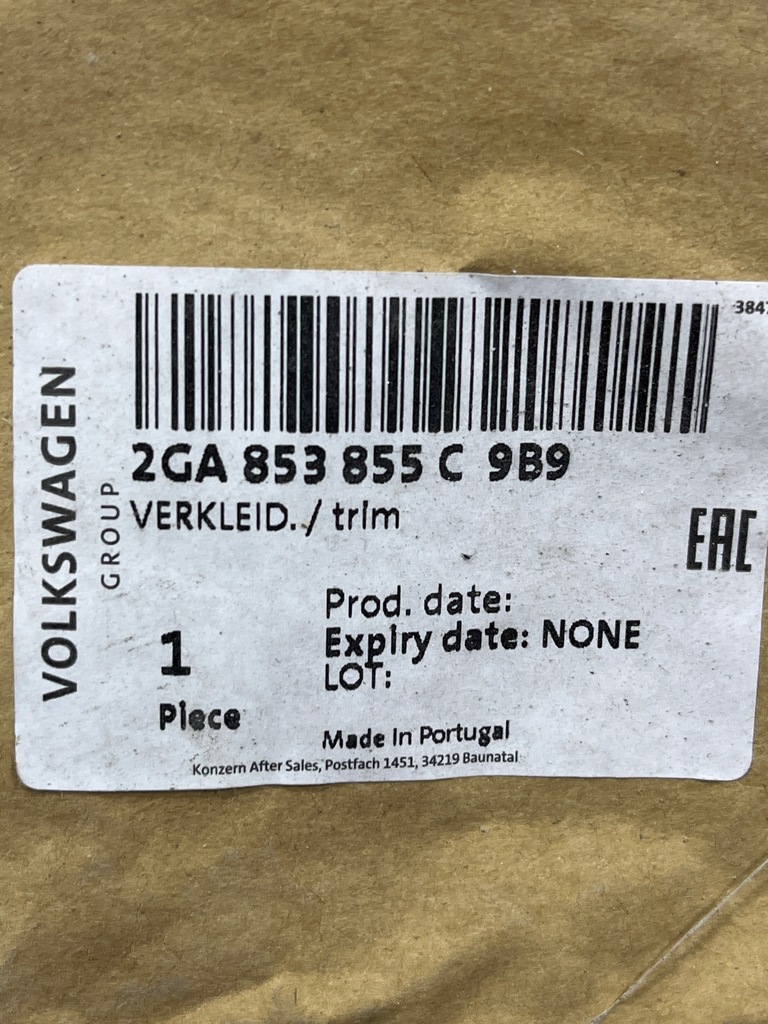 3847
2GA 853 855 C 9B9
VERKLEID./ trim
EAC
VOLKSWAGEN
GROUP
Prod. date:
Expiry date: NONE
LOT:
1
Piece
Made in Portugal
Konzern After Sales, Postfach 1451, 34219 Baunatal